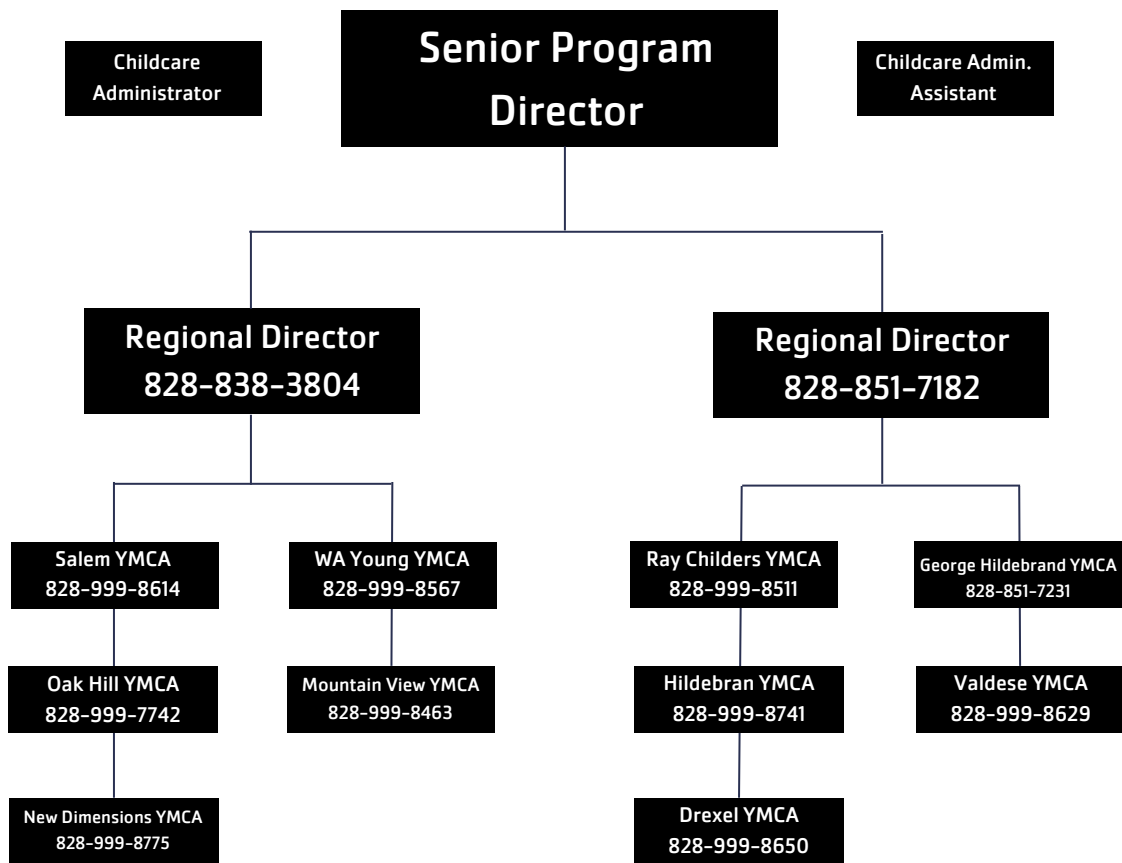 Childcare
Administrator
Senior Program
Director
Childcare Admin.
Assistant
Regional Director
828-838-3804
Regional Director
828-851-7182
Salem YMCA
828-999-8614
WA Young YMCA
828-999-8567
Ray Childers YMCA
828-999-8511
George Hildebrand YMCA
828-851-7231
Oak Hill YMCA
828-999-7742
Mountain View YMCA
828-999-8463
Hildebran YMCA
828-999-8741
Valdese YMCA
828-999-8629
New Dimensions YMCA
828-999-8775
Drexel YMCA
828-999-8650